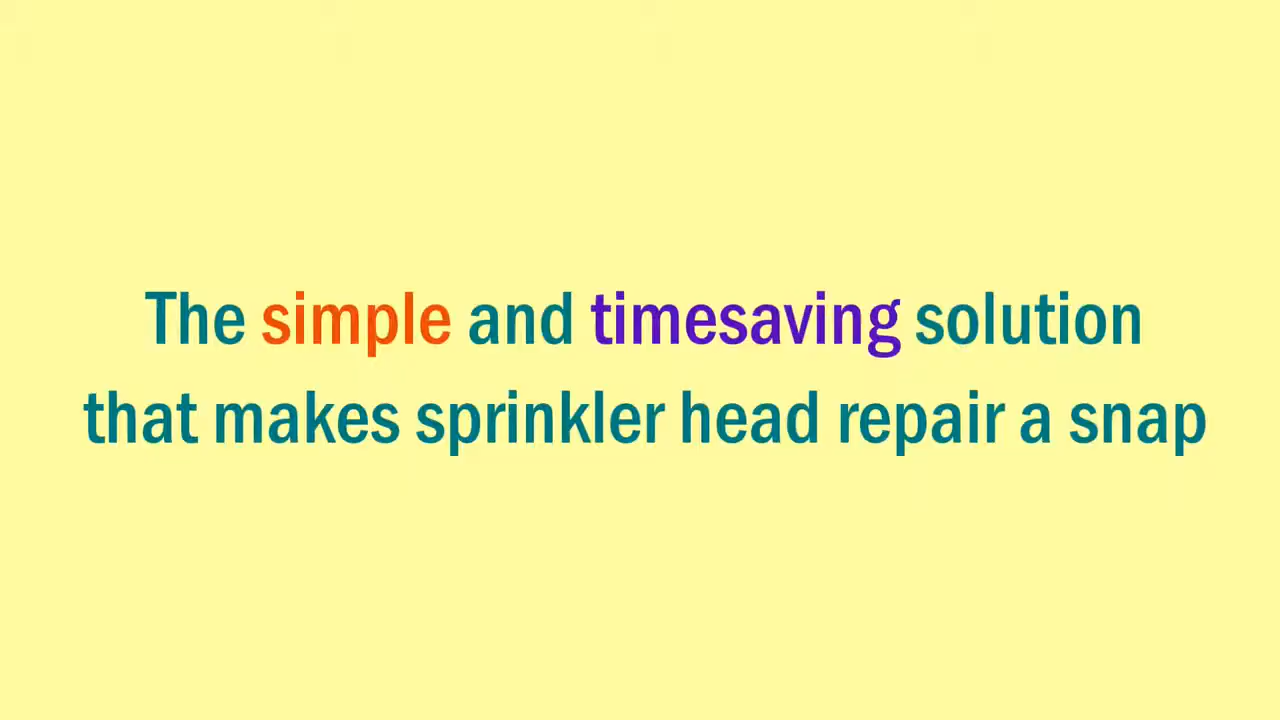 The simple and timesaving solution
that makes sprinkler head repair a snap